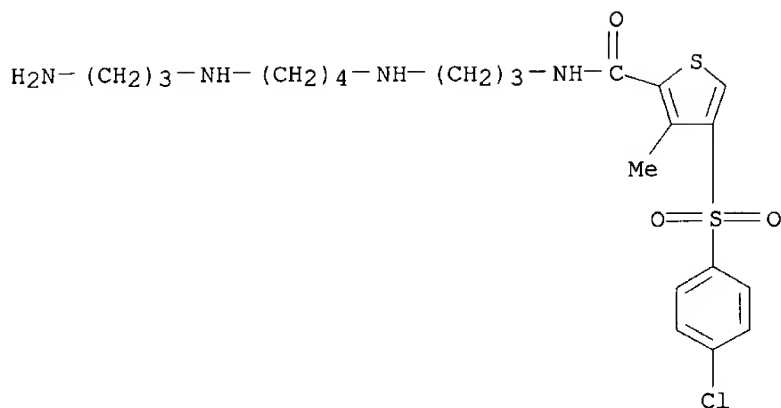 O
H2N—(CH2)3—NH—(CH2)4—NH—(CH2)3—NH—C
S
Me
O=S=O
Cl